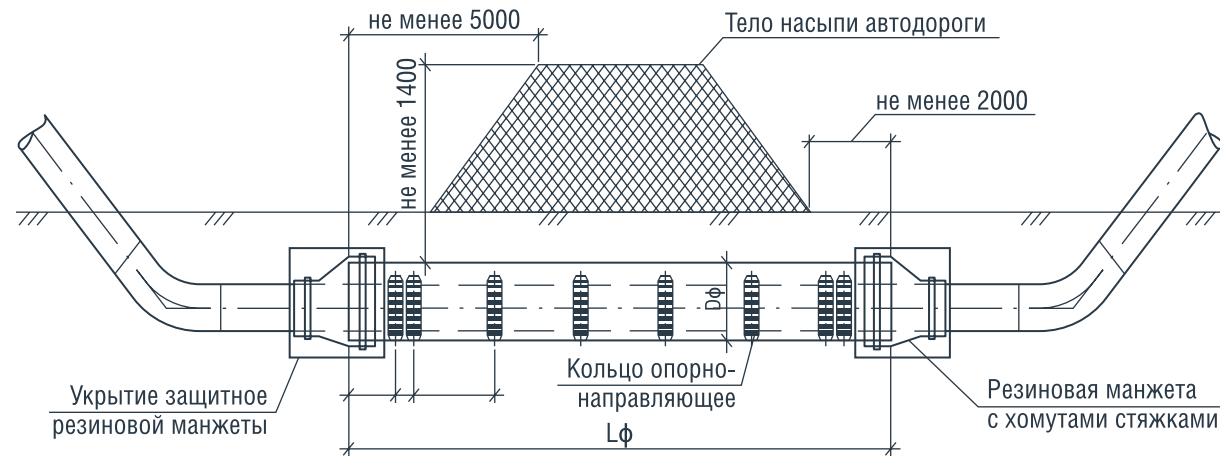 не менее 5000
Тело насыпи автодороги
не менее 1400
не менее 2000
Dф
Кольцо опорно-
направляющее
Укрытие защитное
резиновой манжеты
Резиновая манжета
с хомутами стяжками
Lф